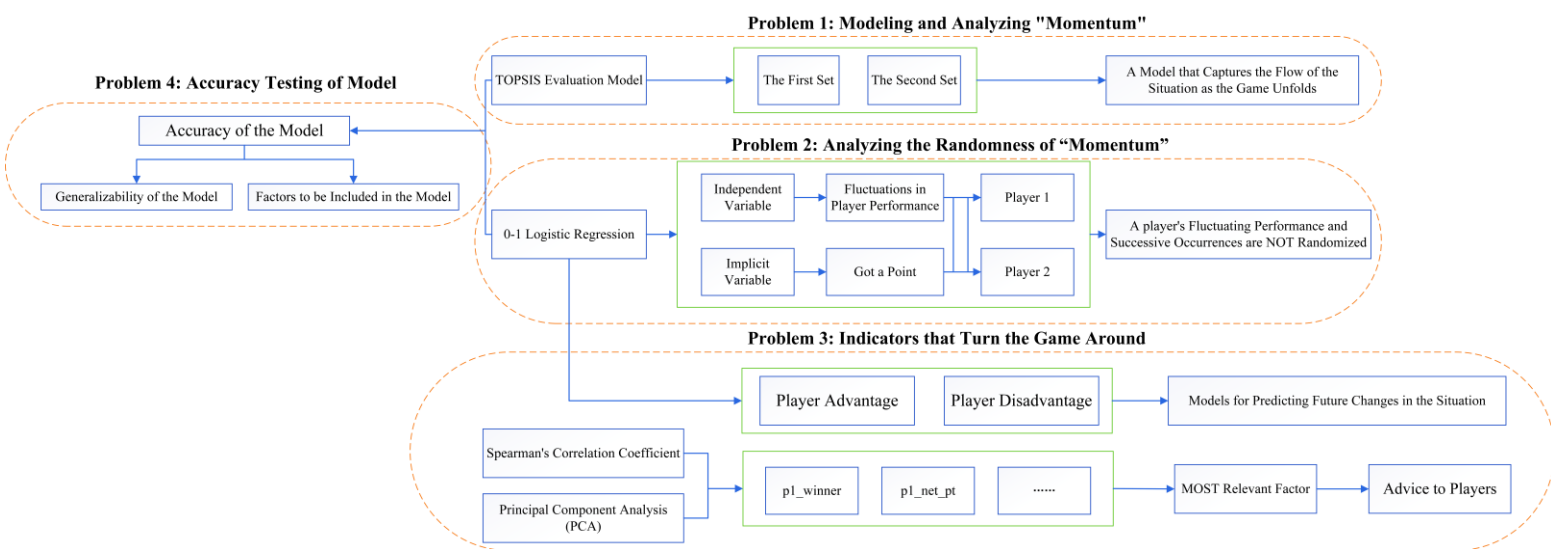 Problem 1: Modeling and Analyzing "Momentum"
TOPSIS Evaluation Model
The First Set
The Second Set
A Model that Captures the Flow of the
Situation as the Game Unfolds
Problem 4: Accuracy Testing of Model
Accuracy of the Model
Generalizability of the Model
Factors to be Included in the Model
Problem 2: Analyzing the Randomness of “Momentum”
0-1 Logistic Regression
Independent
Variable
Fluctuations in
Player Performance
Player 1
Implicit
Variable
Got a Point
Player 2
A player's Fluctuating Performance and
Successive Occurrences are NOT Randomized
Problem 3: Indicators that Turn the Game Around
Player Advantage
Player Disadvantage
Models for Predicting Future Changes in the Situation
Spearman's Correlation Coefficient
Principal Component Analysis
(PCA)
p1_winner
p1_net_pt
······
MOST Relevant Factor
Advice to Players